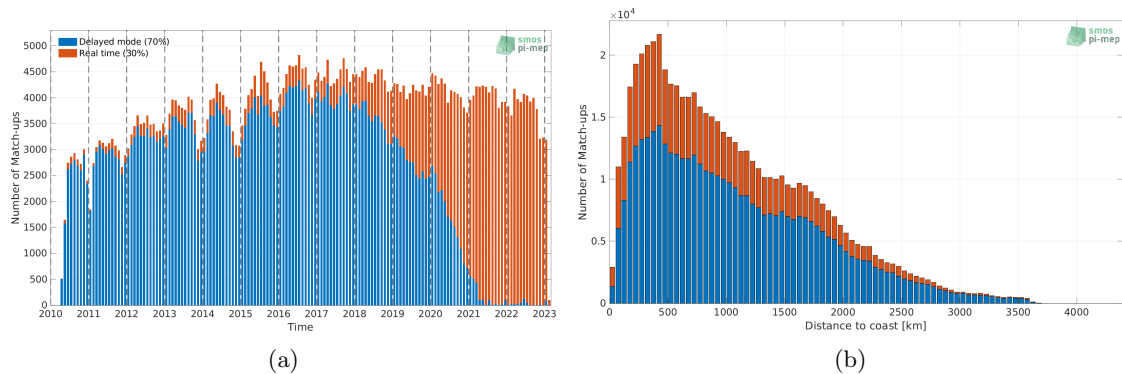 Delayed mode (70%)
Real time (30%)
smos
pi-mep
Number of Match-ups
5000
4500
4000
3500
3000
2500
2000
1500
1000
500
0
2010 2011 2012 2013 2014 2015 2016 2017 2018 2019 2020 2021 2022 2023
Time
(a)
×10⁴
smos
pi-mep
Number of Match-ups
2
1.5
1
0.5
0
0 500 1000 1500 2000 2500 3000 3500 4000
Distance to coast [km]
(b)